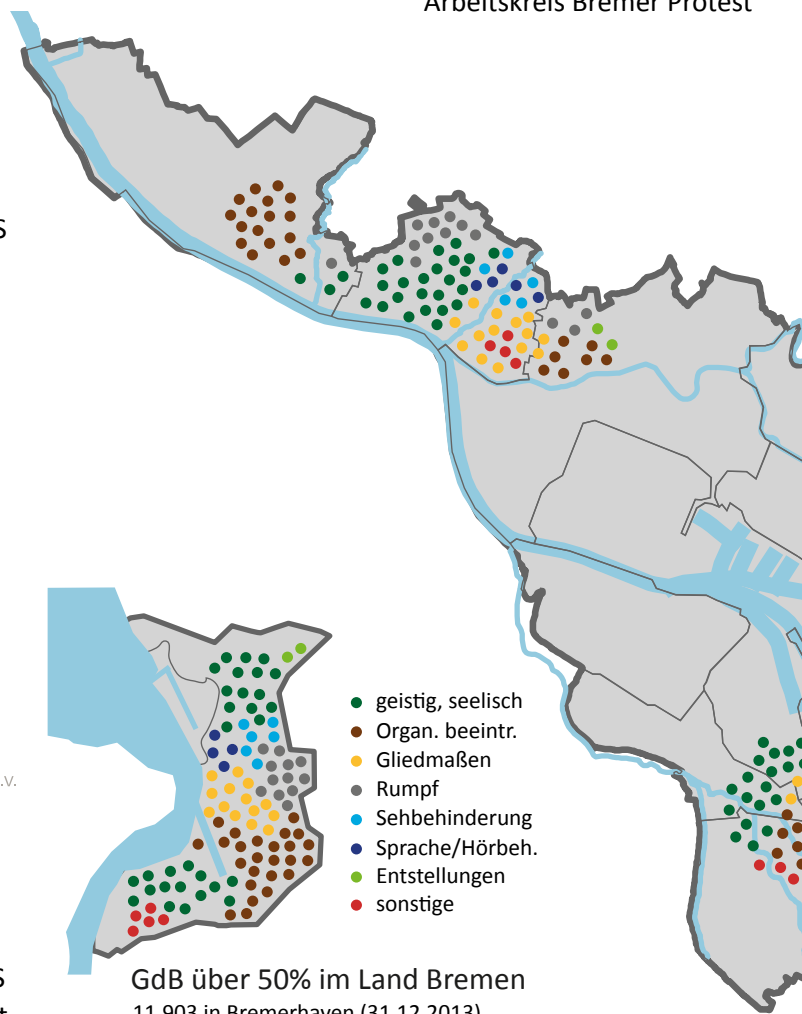 Arbeitskreis Bremer Protest
S
geistig, seelisch
Organ. beeintr.
Gliedmaßen
Rumpf
Sehbehinderung
Sprache/Hörbeh.
Entstellungen
sonstige
.v.
S
GdB über 50% im Land Bremen
t
11.903 in Bremerhaven (31.12.2013)